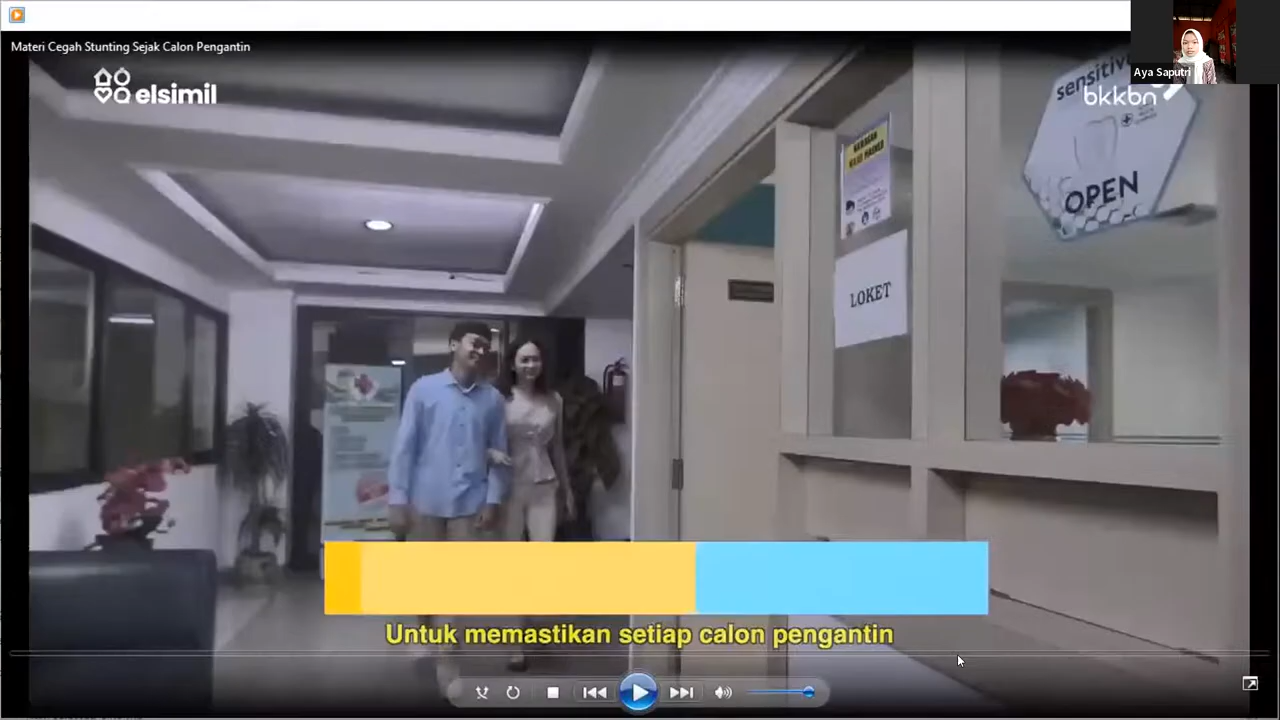 Materi Cegah Stunting Sejak Calon Pengantin
Aya Saputri
elsimil
bkkbn
sensitive
OPEN
LOKET
Untuk memastikan setiap calon pengantin